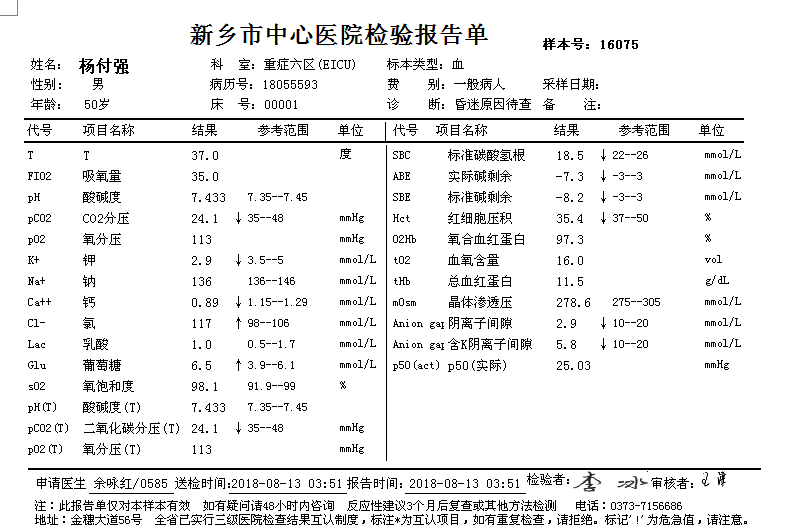 新乡市中心医院检验报告单
样本号：16075
姓名： 杨付强 科 室：重症六区(EICU) 标本类型：血
性别： 男 病历号：18055593 费 别：一般病人 采样日期：
年龄： 50岁 床 号：00001 诊 断：昏迷原因待查 备 注：
代号 项目名称 结果 参考范围 单位 代号 项目名称 结果 参考范围 单位
T T 37.0 度 SBC 标准碳酸氢根 18.5 ↓ 22--26 mmol/L
FIO2 吸氧量 35.0 ABE 实际碱剩余 -7.3 ↓ -3--3 mmol/L
pH 酸碱度 7.433 7.35--7.45 SBE 标准碱剩余 -8.2 ↓ -3--3 mmol/L
pCO2 CO2分压 24.1 ↓ 35--48 mmHg Hct 红细胞压积 35.4 ↓ 37--50 %
pO2 氧分压 113 mmHg O2Hb 氧合血红蛋白 97.3 %
K+ 钾 2.9 ↓ 3.5--5 mmol/L tO2 血氧含量 16.0 vol
Na+ 钠 136 136--146 mmol/L tHb 总血红蛋白 11.5 g/dL
Ca++ 钙 0.89 ↓ 1.15--1.29 mmol/L mOsm 晶体渗透压 278.6 275--305 mmol/L
Cl- 氯 117 ↑ 98--106 mmol/L Anion gap 阴离子间隙 2.9 ↓ 10--20 mmol/L
Lac 乳酸 1.0 0.5--1.7 mmol/L Anion gap 含K阴离子间隙 5.8 ↓ 10--20 mmol/L
Glu 葡萄糖 6.5 ↑ 3.9--6.1 mmol/L p50(act) p50(实际) 25.03 mmHg
sO2 氧饱和度 98.1 91.9--99 %
pH(T) 酸碱度(T) 7.433 7.35--7.45
pCO2(T) 二氧化碳分压(T) 24.1 ↓ 35--48 mmHg
pO2(T) 氧分压(T) 113 mmHg
申请医生 余咏红/0585 送检时间：2018-08-13 03:51 报告时间：2018-08-13 03:51 检验者：李冰 审核者：
注：此报告单仅对本样本有效 如有疑问请48小时内咨询 反应性建议3个月后复查或其他方法检测 电话：0373-7156686
地址：金穗大道56号 全省已实行三级医院检查结果互认制度，标注*为互认项目，如有重复检查，请拒绝。标记'!'为危急值，请注意。